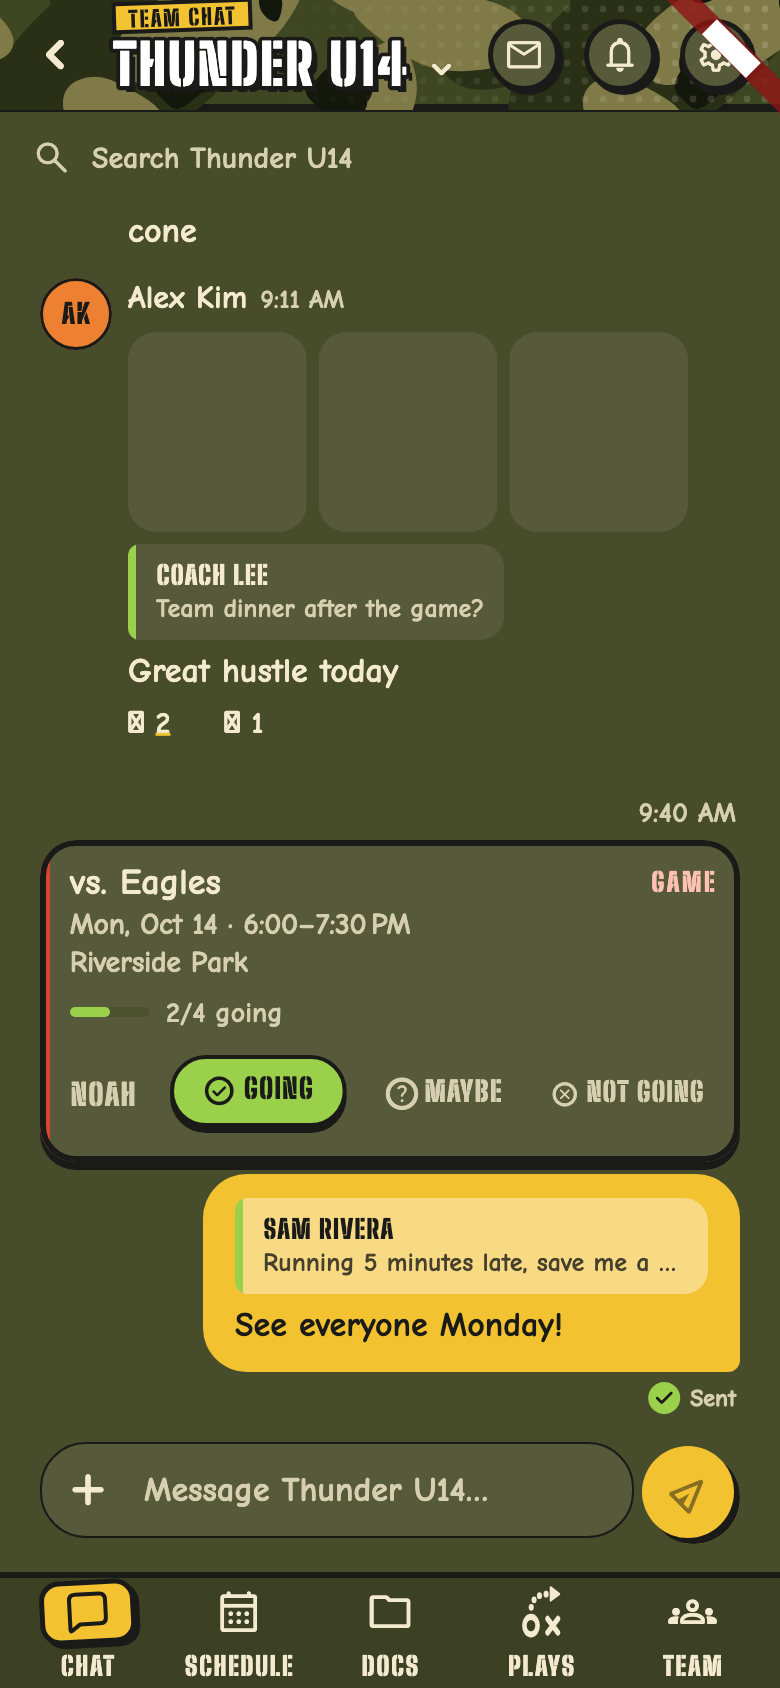 TEAM CHAT
THUNDER U14
Search Thunder U14
cone
AK
Alex Kim 9:11 AM
COACH LEE
Team dinner after the game?
Great hustle today
2 1
9:40 AM
vs. Eagles GAME
Mon, Oct 14 · 6:00–7:30 PM
Riverside Park
2/4 going
NOAH GOING MAYBE NOT GOING
SAM RIVERA
Running 5 minutes late, save me a ...
See everyone Monday!
Sent
Message Thunder U14...
CHAT SCHEDULE DOCS PLAYS TEAM